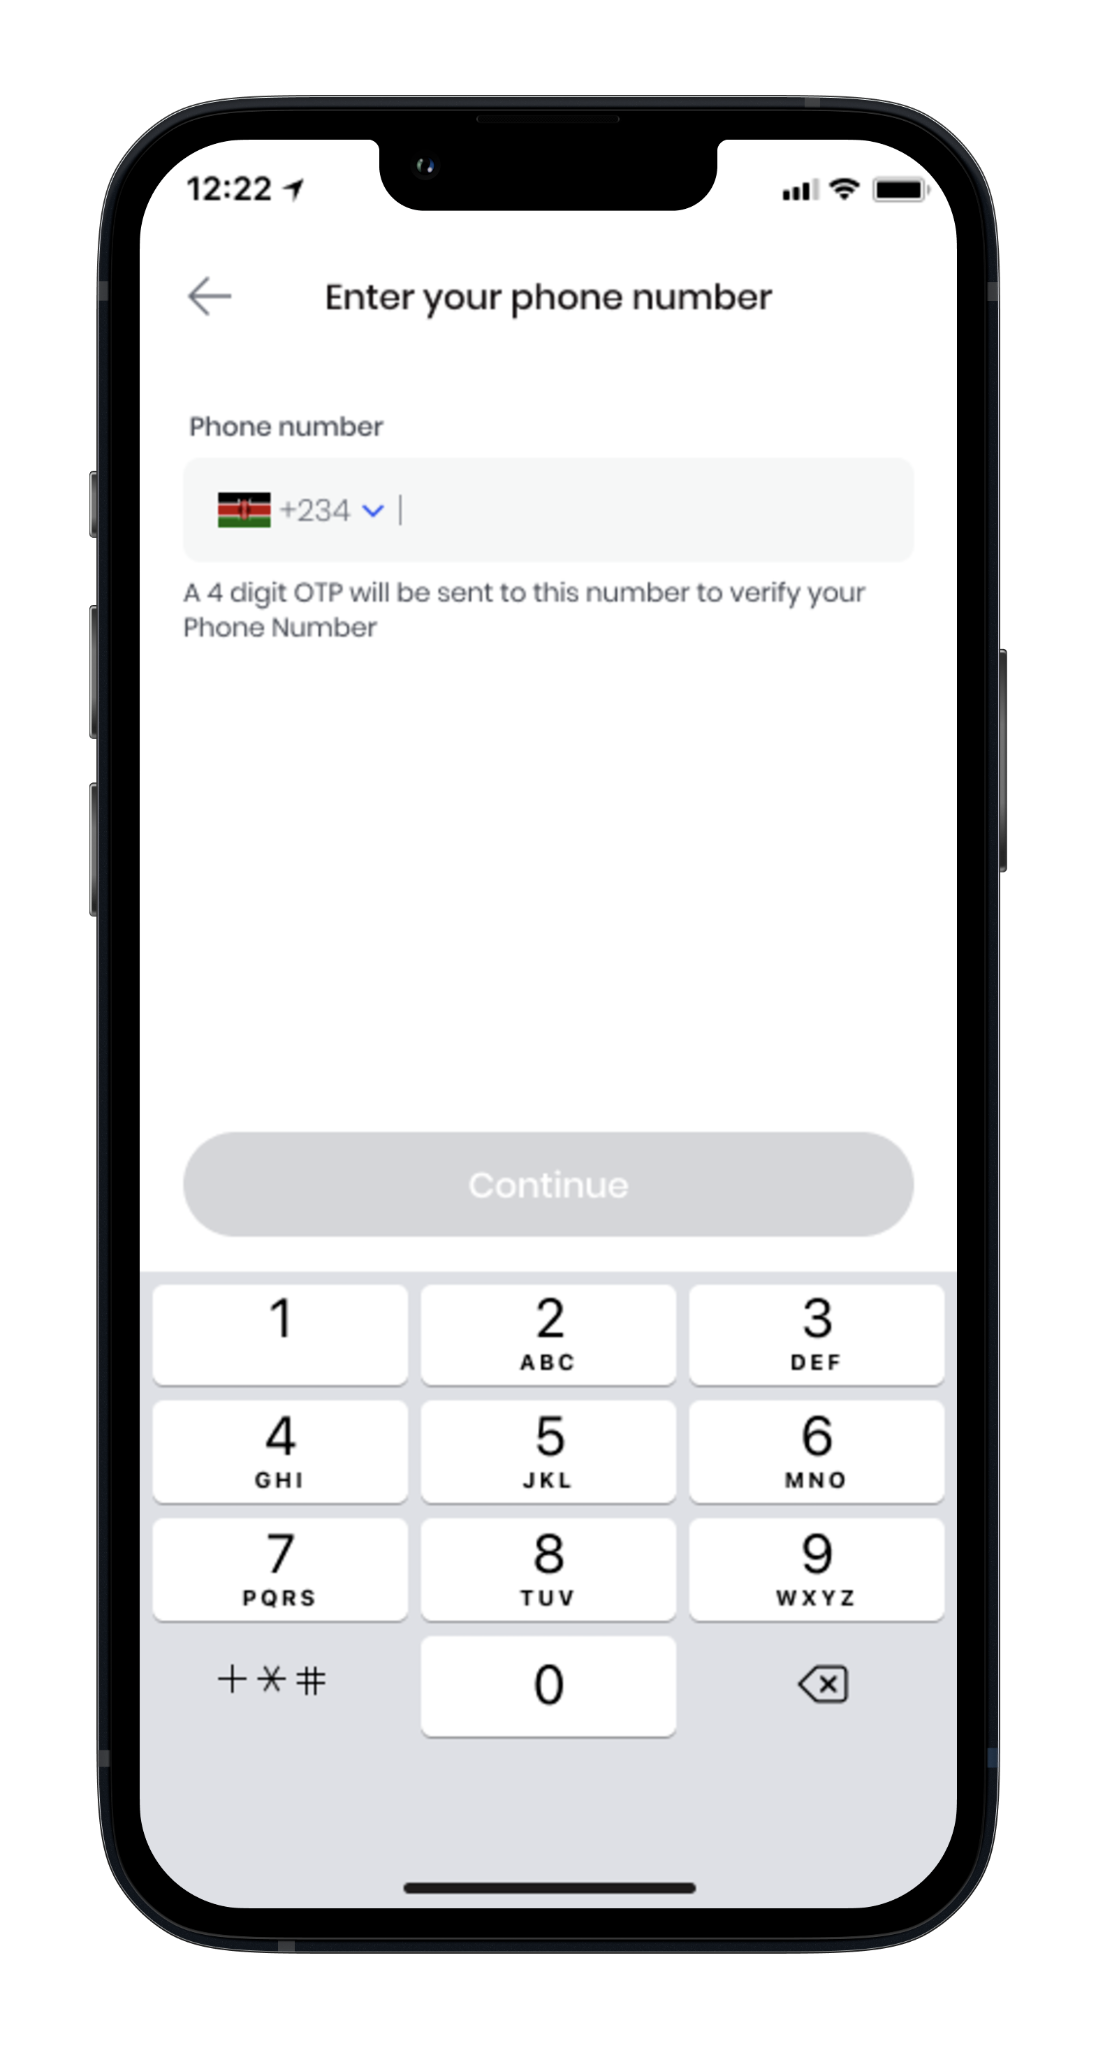 12:22
Enter your phone number
Phone number
+234
A 4 digit OTP will be sent to this number to verify your
Phone Number
Continue
1 2 3
ABC DEF
4 5 6
GHI JKL MNO
7 8 9
PQRS TUV WXYZ
+*# 0